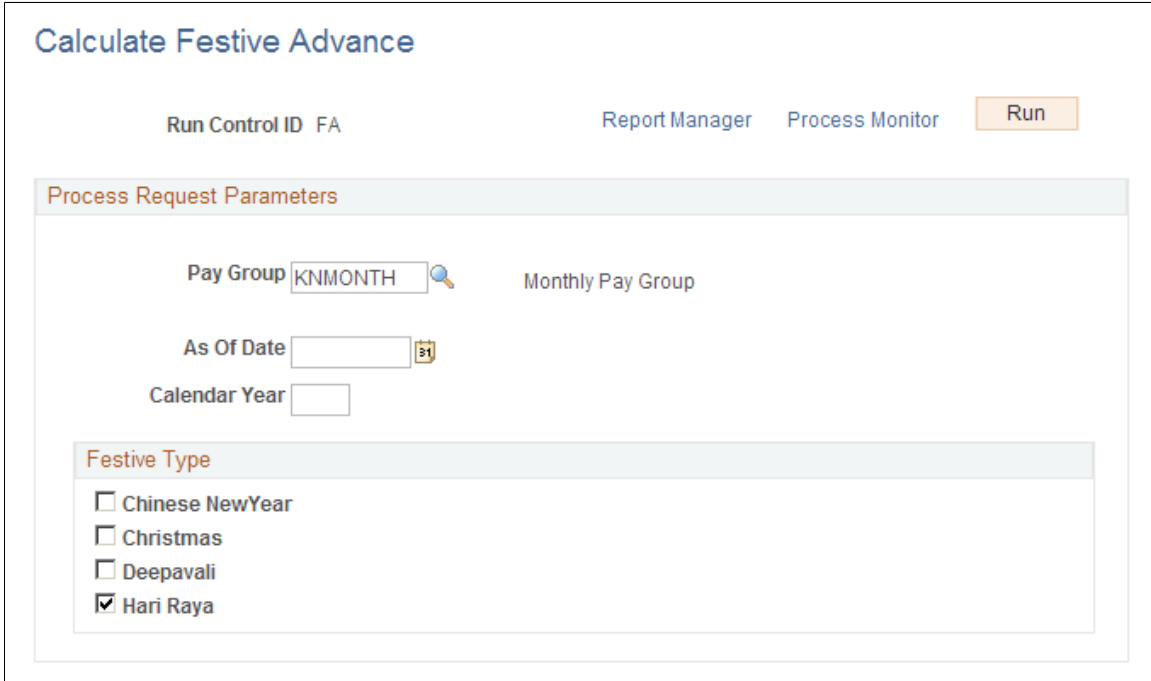 Calculate Festive Advance
Run Control ID FA Report Manager Process Monitor Run
Process Request Parameters
Pay Group KNMONTH Monthly Pay Group
As Of Date 31
Calendar Year
Festive Type
Chinese NewYear
Christmas
Deepavali
Hari Raya